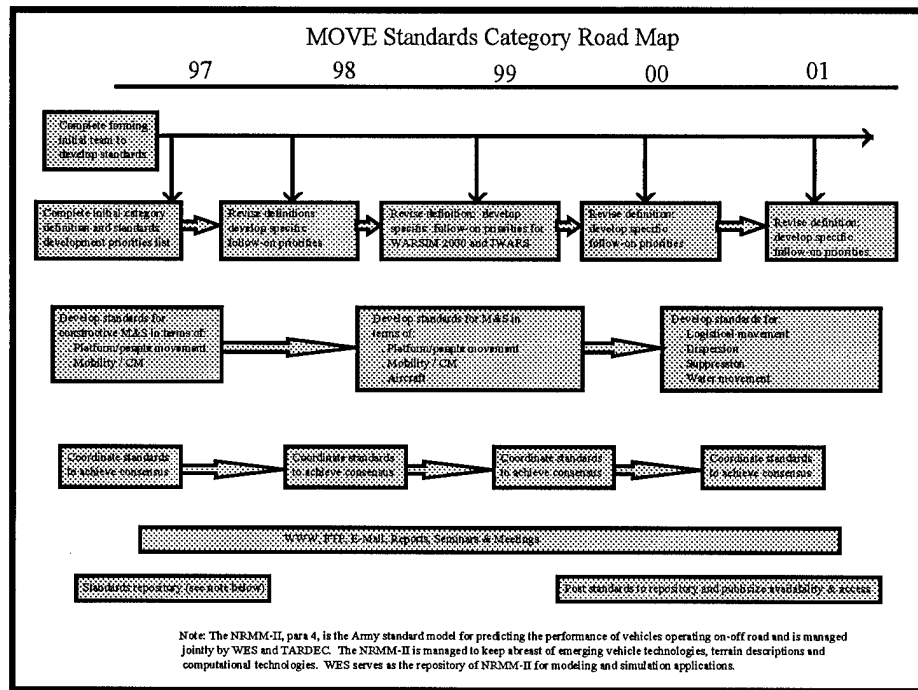 MOVE Standards Category Road Map
97 98 99 00 01
Complete forming
initial team to
develop standards
Complete initial category
definition and standards
development priorities list
Revise definitions:
develop specific
follow-on priorities
Revise definition: develop
specific follow-on priorities for
WARSIM 2000 and JWARS
Revise definition:
develop specific
follow-on priorities
Revise definition:
develop specific
follow-on priorities
Develop standards for
constructive M&S in terms of:
. Platform/people movement
. Mobility / CM
Develop standards for M&S in
terms of
. Platform/people movement
. Mobility / CM
. Aircraft
Develop standards for:
. Logistical movement
. Dispersion
. Suppression
. Water movement
Coordinate standards
to achieve consensus
Coordinate standards
to achieve consensus
Coordinate standards
to achieve consensus
Coordinate standards
to achieve consensus
WWW, FTP, E-Mail, Reports, Seminars & Meetings
Standards repository (see note below)
Post standards to repository and publicize availability & access
Note: The NRMM-II, para 4, is the Army standard model for predicting the performance of vehicles operating on-off road and is managed
jointly by WES and TARDEC. The NRMM-II is managed to keep abreast of emerging vehicle technologies, terrain descriptions and
computational technologies. WES serves as the repository of NRMM-II for modeling and simulation applications.